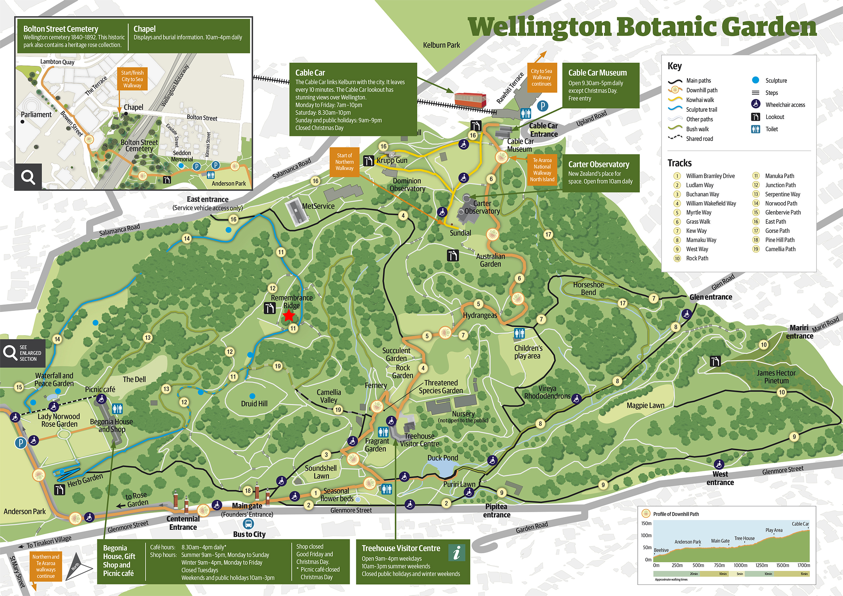 Wellington Botanic Garden
Bolton Street Cemetery
Wellington cemetery 1840-1892. This historic
park also contains a heritage rose collection.
Chapel
Displays and burial information. 10am-4pm daily
Lambton Quay
The Terrace
Start/finish
City to Sea
Walkway
Wellington Motorway
Parliament
Bowen Street
Chapel
Bolton Street
Bolton Street
Cemetery
Kinross Street
Seddon
Memorial
P
P
Anderson Park
Kelburn Park
Cable Car
The Cable Car links Kelburn with the city. It leaves
every 10 minutes. The Cable Car lookout has
stunning views over Wellington.
Monday to Friday: 7am-10pm
Saturday: 8.30am-10pm
Sunday and public holidays: 9am-9pm
Closed Christmas Day
City to Sea
Walkway
continues
Rawhiti Terrace
P
Cable Car Museum
Open 9.30am-5pm daily
except Christmas Day.
Free entry
Upland Road
Cable Car
Entrance
Cable Car
Museum
Te Araroa
National
Walkway
North Island
Carter Observatory
New Zealand's place for
space. Open from 10am daily
Key
Main paths
Downhill path
Kowhai walk
Sculpture trail
Other paths
Bush walk
Shared road
Sculpture
Steps
Wheelchair access
Lookout
Toilet
Tracks
1 William Bramley Drive
2 Ludlam Way
3 Buchanan Way
4 William Wakefield Way
5 Myrtle Way
6 Grass Walk
7 Kew Way
8 Mamaku Way
9 West Way
10 Rock Path
11 Manuka Path
12 Junction Path
13 Serpentine Way
14 Norwood Path
15 Glenbervie Path
16 East Path
17 Gorse Path
18 Pine Hill Path
19 Camellia Path
Start of
Northern
Walkway
Krupp Gun
Dominion
Observatory
Carter
Observatory
Sundial
Australian
Garden
Salamanca Road
East entrance
(Service vehicle access only)
Salamanca Road
MetService
Remembrance
Ridge
Hydrangeas
Horseshoe
Bend
Glen Road
Glen entrance
Mariri
entrance
Mariri Road
Children's
play area
Succulent
Garden
Rock
Garden
SEE
ENLARGED
SECTION
Waterfall and
Peace Garden
Picnic café
The Dell
Lady Norwood
Rose Garden
Begonia House
and Shop
Druid Hill
Camellia
Valley
Fernery
Threatened
Species Garden
Nursery
(not open to the public)
Vireya
Rhododendrons
Magpie Lawn
James Hector
Pinetum
Fragrant
Garden
Treehouse
Visitor Centre
Duck Pond
Soundshell
Lawn
Puriri Lawn
Seasonal
flower beds
Herb Garden
to Rose
Garden
Anderson Park
P
Main gate
(Founders' Entrance)
Centennial
Entrance
Glenmore Street
Glenmore Street
Bus to City
Pipitea
entrance
Garden Road
West
entrance
Glenmore Street
To Tinakori Village
St Mary Street
Northern and
Te Araroa
walkways
continue
Begonia
House, Gift
Shop and
Picnic café
Café hours: 8.30am-4pm daily*
Shop hours: Summer 9am-5pm, Monday to Sunday
Winter 9am-4pm, Monday to Friday
Closed Tuesdays
Weekends and public holidays 10am-3pm
Shop closed
Good Friday and
Christmas Day.
* Picnic café closed
Christmas Day
Treehouse Visitor Centre
Open 9am-4pm weekdays
10am-3pm summer weekends
Closed public holidays and winter weekends
i
Profile of Downhill Path
150m
100m
50m
0m
Beehive
Anderson Park
Main Gate
Tree House
Play Area
Cable Car
0m
250m
500m
750m
1000m
1250m
1500m
1700m
Approximate walking times